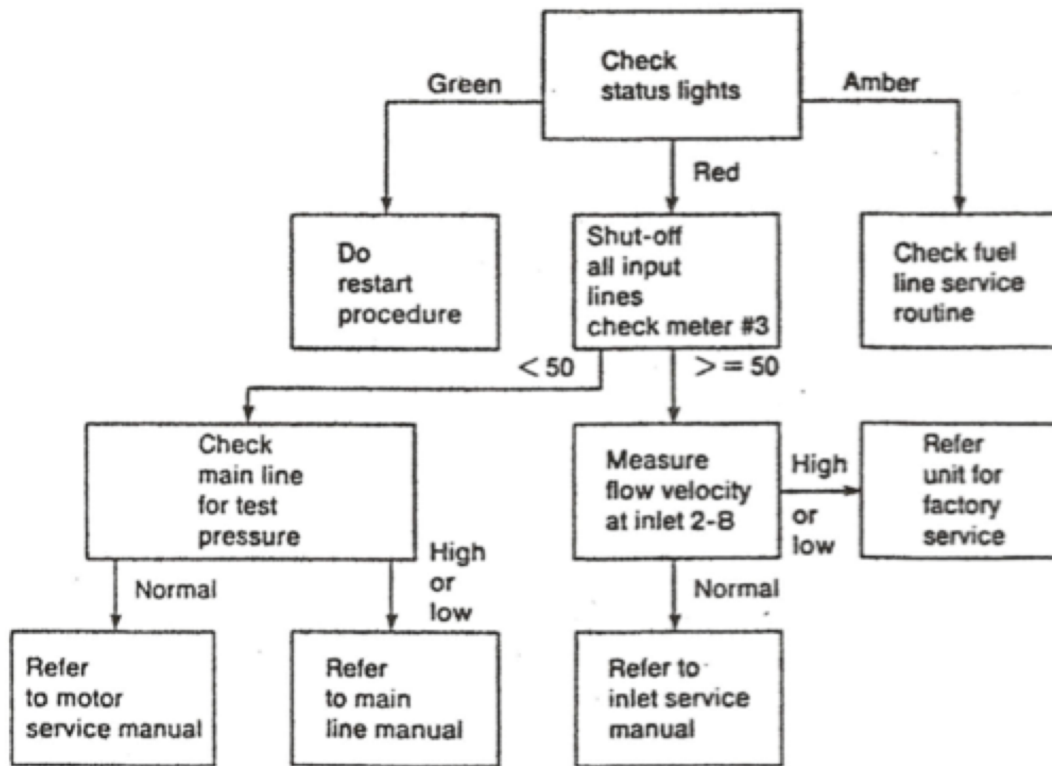 Check
status lights
Green
Amber
Red
Do
restart
procedure
Shut-off
all input
lines
check meter #3
Check fuel
line service
routine
< 50
> = 50
Check
main line
for test
pressure
Measure
flow velocity
at inlet 2-B
High
or
low
Refer
unit for
factory
service
Normal
High
or
low
Normal
Refer
to motor
service manual
Refer
to main
line manual
Refer to
inlet service
manual